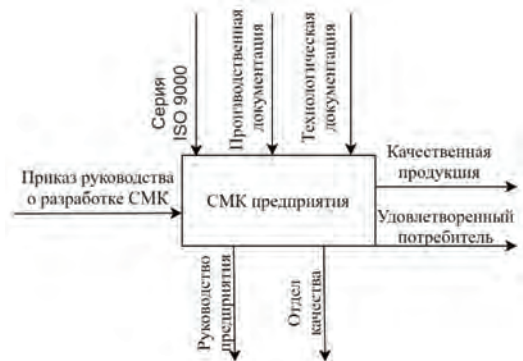 Серия
ISO 9000
Производственная
документация
Технологическая
документация
Приказ руководства
о разработке СМК
СМК предприятия
Качественная
продукция
Удовлетворенный
потребитель
Руководство
предприятия
Отдел
качества